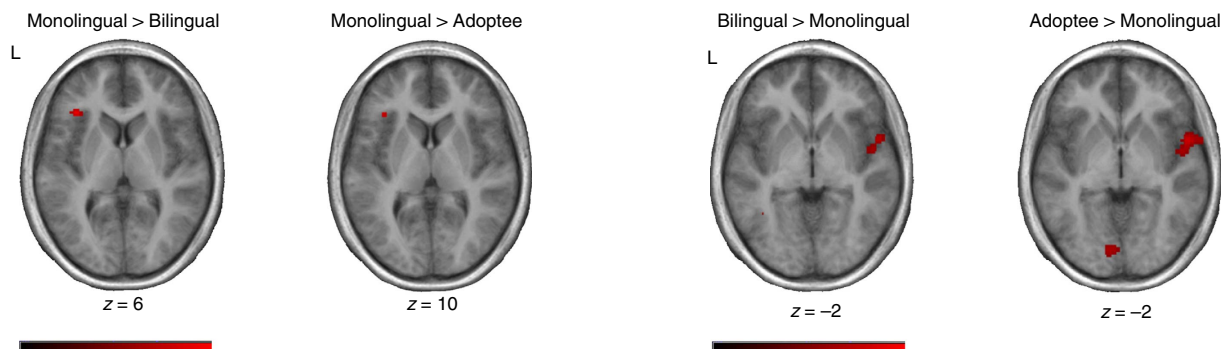 Monolingual > Bilingual
Monolingual > Adoptee
Bilingual > Monolingual
Adoptee > Monolingual
L
L
z = 6
z = 10
z = –2
z = –2